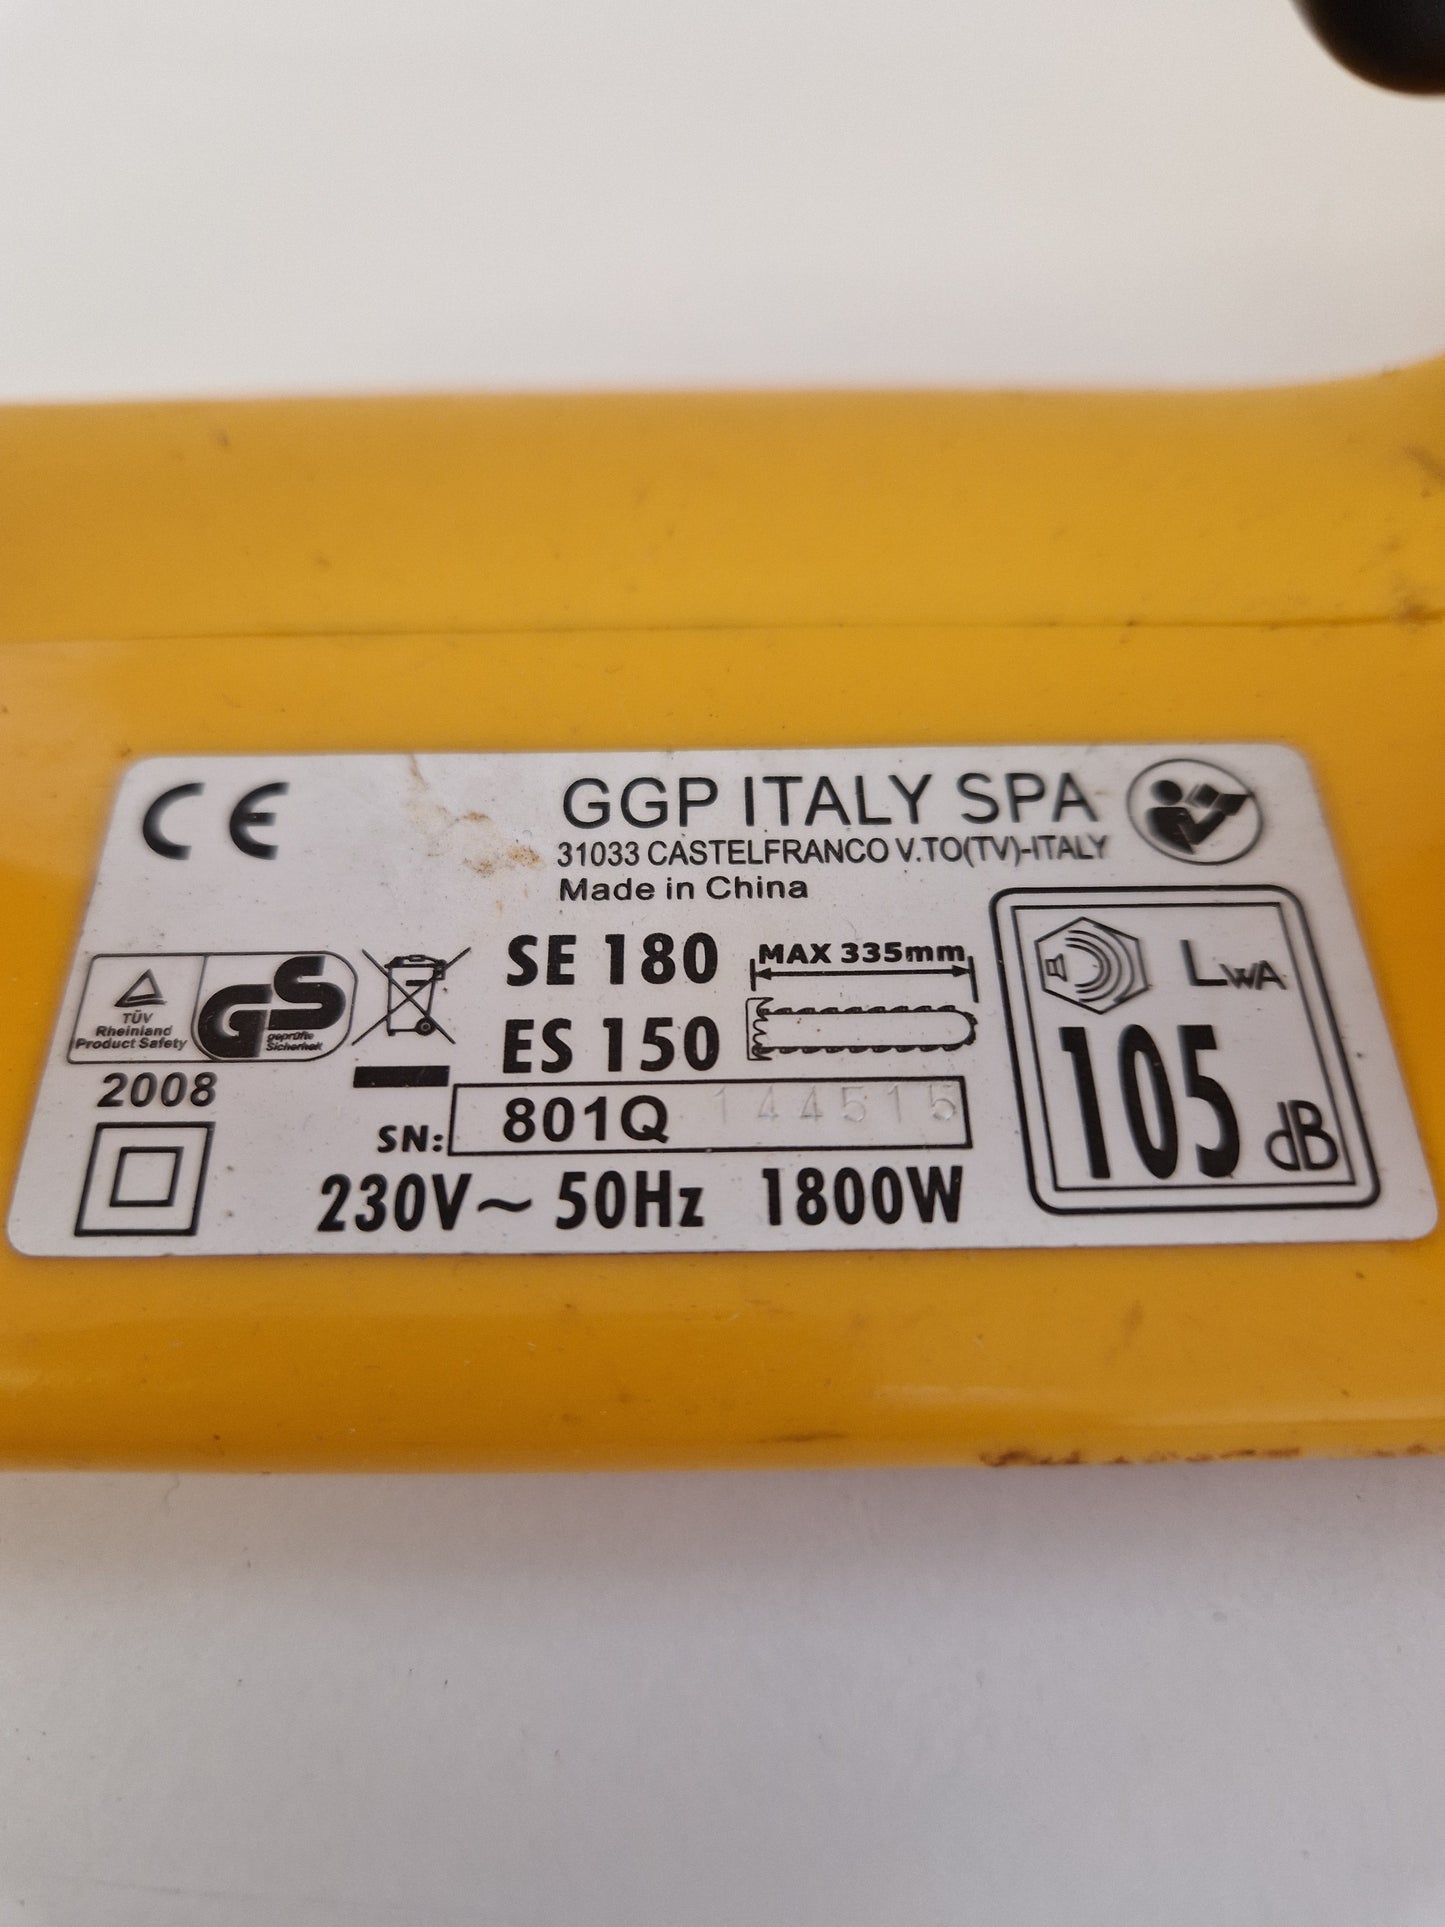 CE
GGP ITALY SPA
31033 CASTELFRANCO V.TO(TV)-ITALY
Made in China
SE 180
MAX 335mm
ES 150
TÜV
Rheinland
Product Safety
GS
geprüfte
Sicherheit
2008
SN: 801Q 144515
230V~ 50Hz 1800W
LWA
105 dB